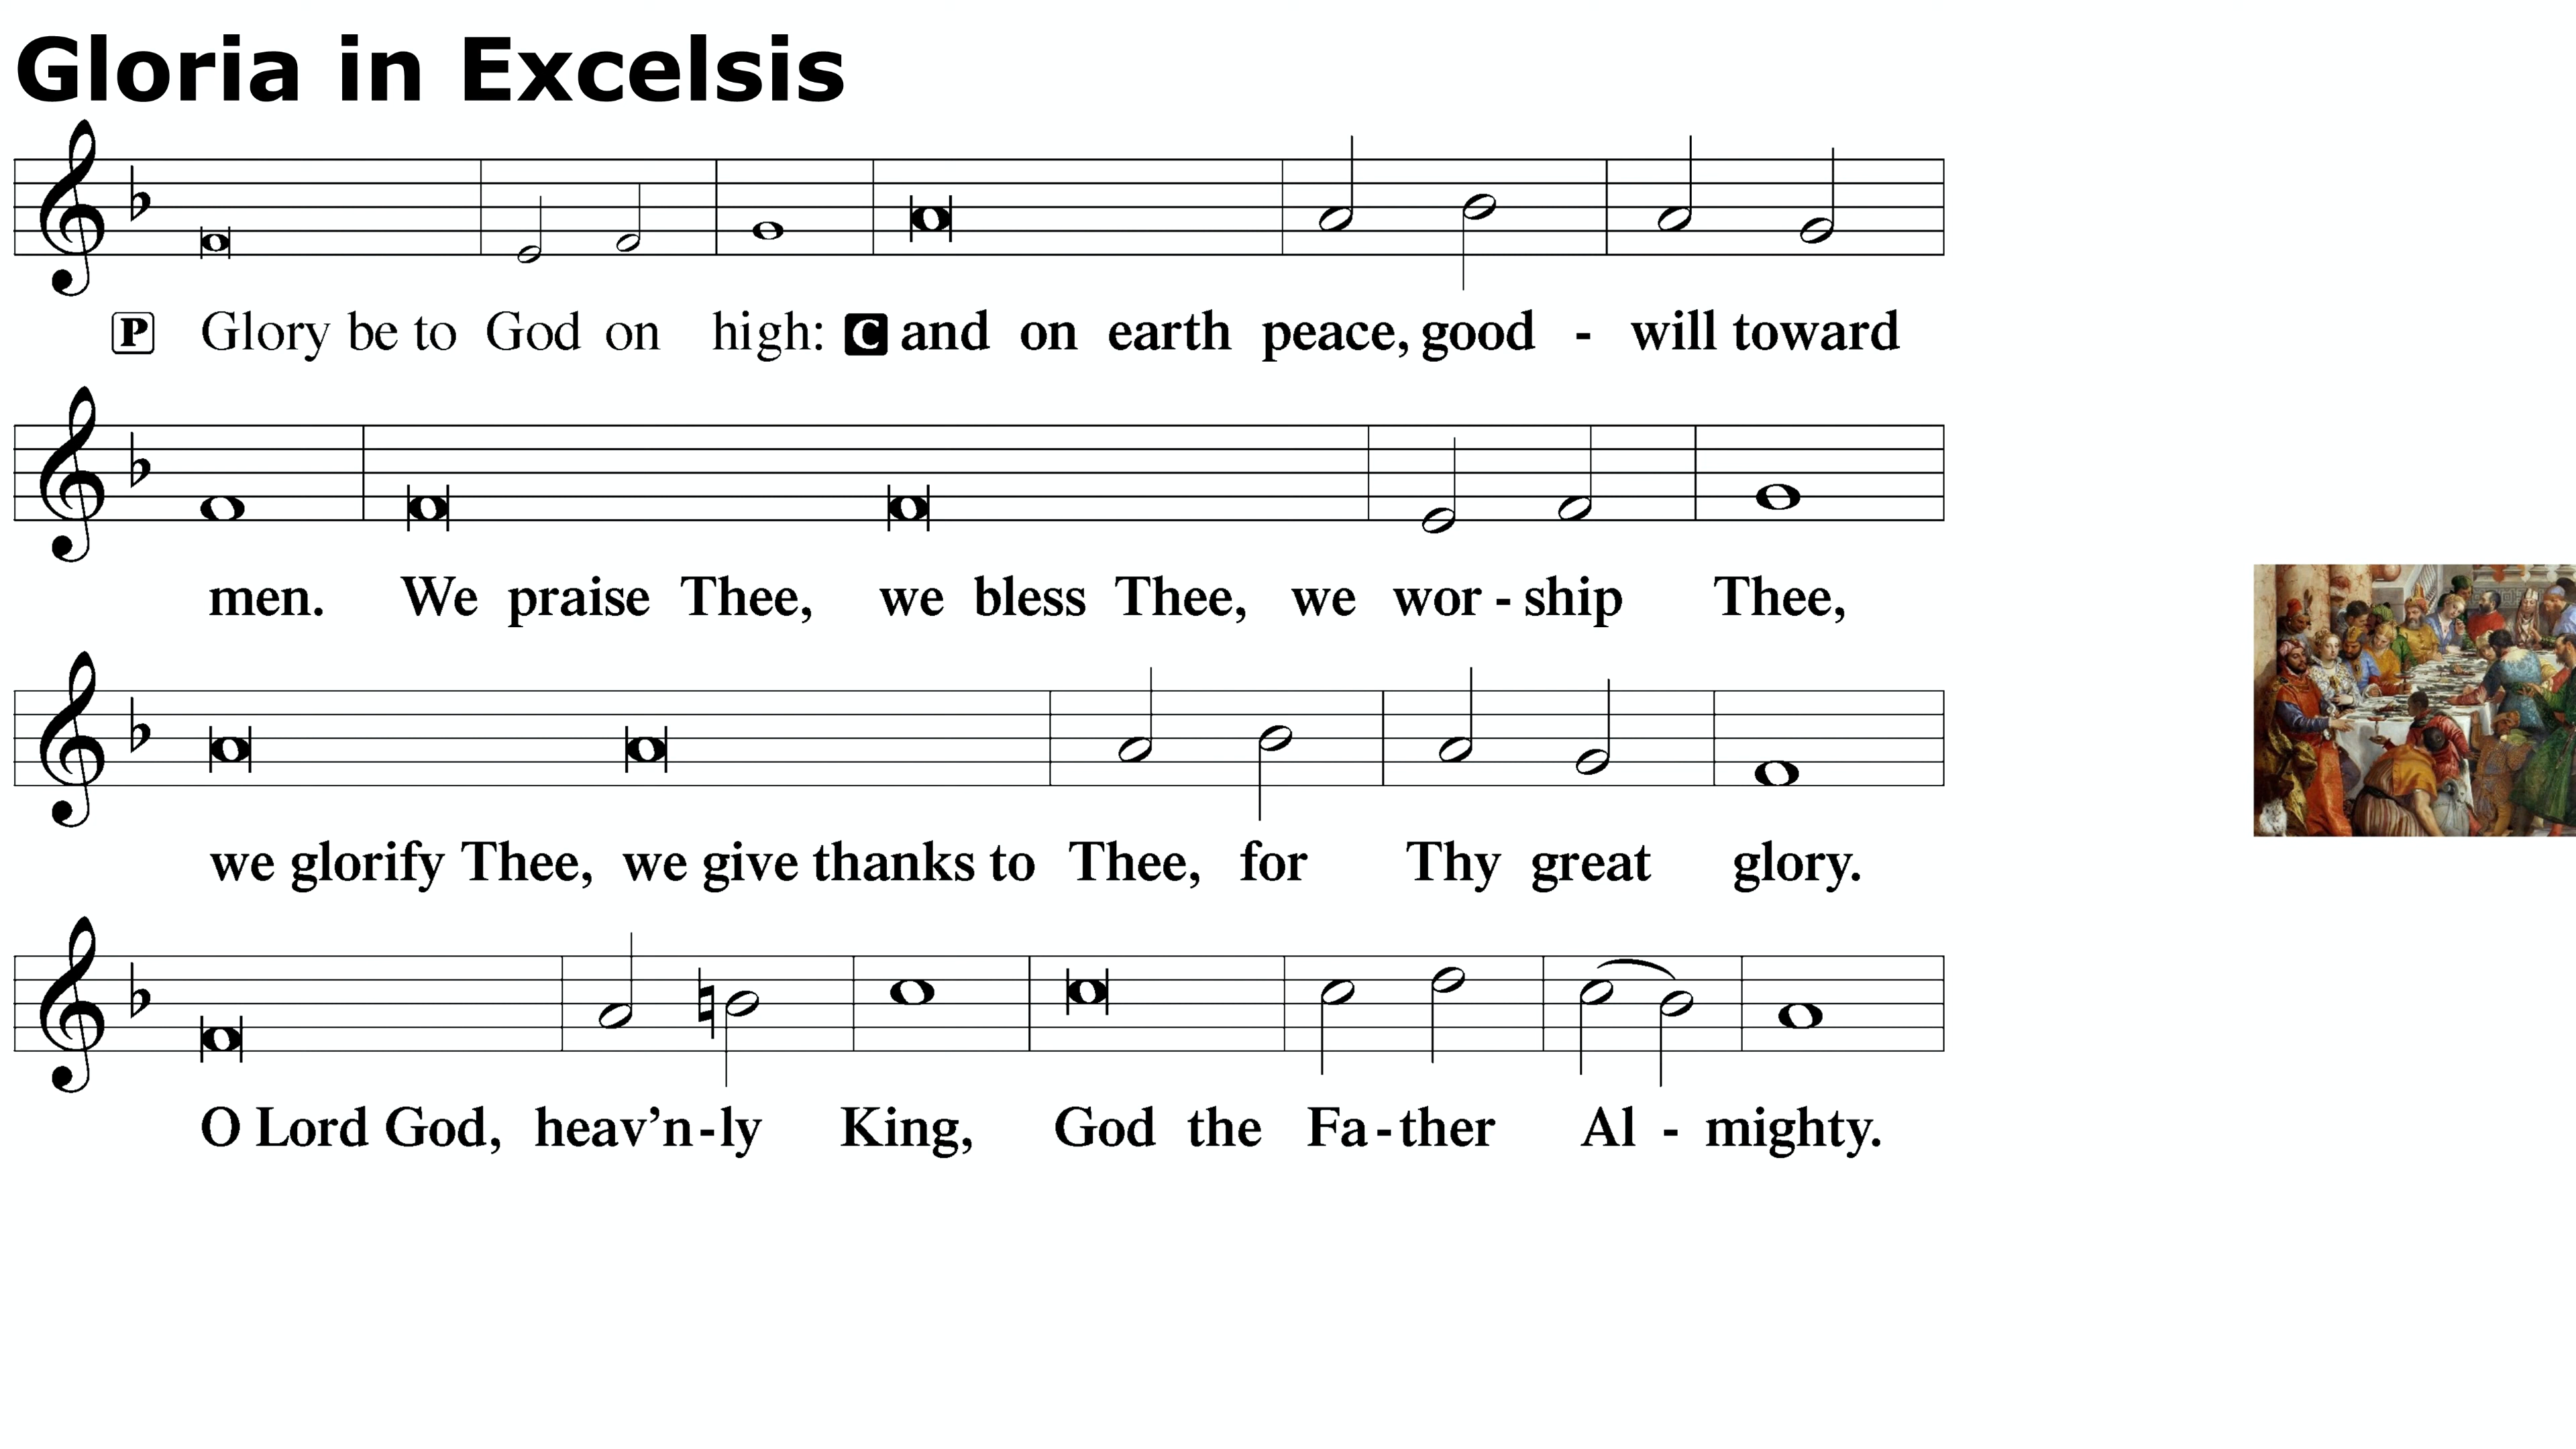 Gloria in Excelsis
P Glory be to God on high: C and on earth peace, good - will toward
men. We praise Thee, we bless Thee, we wor - ship Thee,
we glorify Thee, we give thanks to Thee, for Thy great glory.
O Lord God, heav’n - ly King, God the Fa - ther Al - mighty.